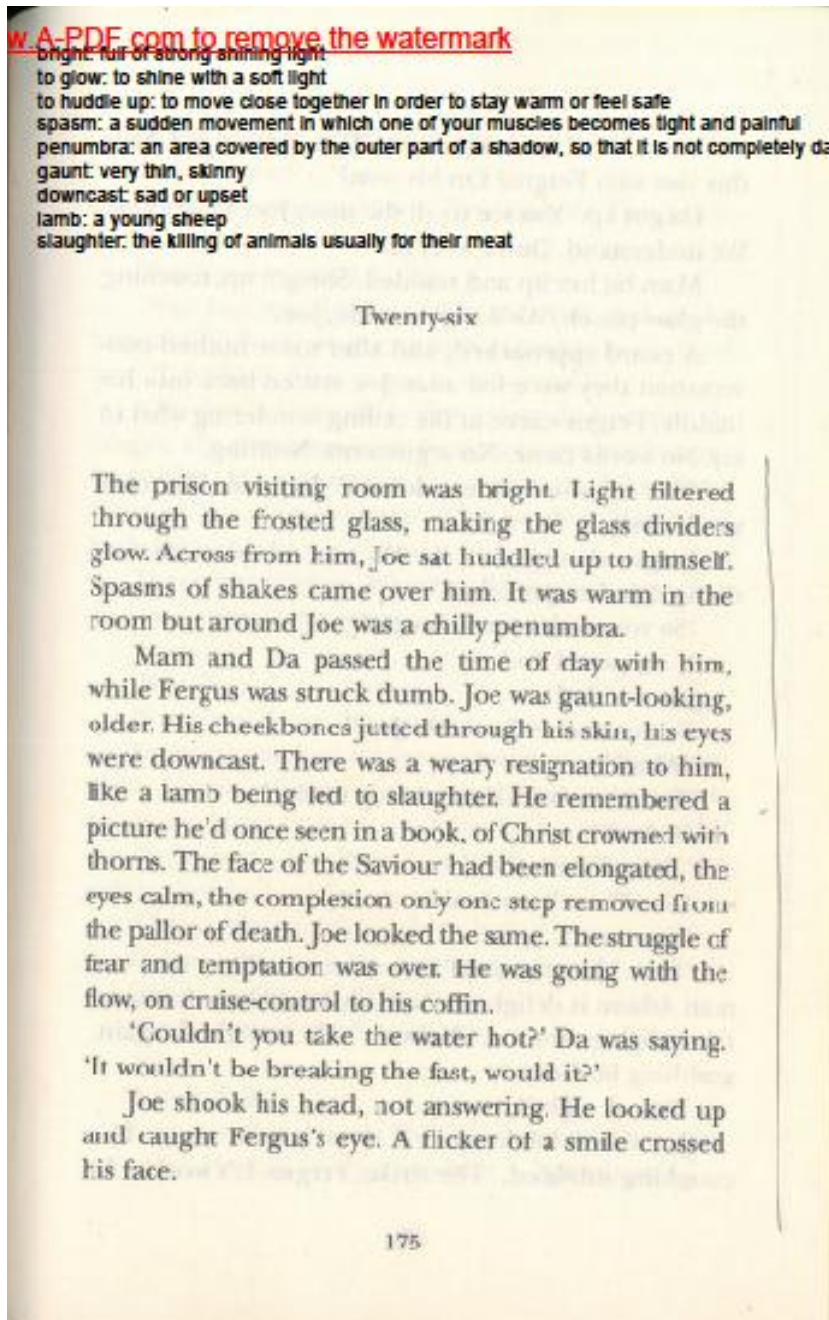 w.A-PDF.com to remove the watermark
bright: full of strong shining light
to glow: to shine with a soft light
to huddle up: to move close together in order to stay warm or feel safe
spasm: a sudden movement in which one of your muscles becomes tight and painful
penumbra: an area covered by the outer part of a shadow, so that it is not completely da
gaunt: very thin, skinny
downcast: sad or upset
lamb: a young sheep
slaughter: the killing of animals usually for their meat
Twenty-six
The prison visiting room was bright. Light filtered
through the frosted glass, making the glass dividers
glow. Across from him, Joe sat huddled up to himself.
Spasms of shakes came over him. It was warm in the
room but around Joe was a chilly penumbra.
Mam and Da passed the time of day with him,
while Fergus was struck dumb. Joe was gaunt-looking,
older. His cheekbones jutted through his skin, his eyes
were downcast. There was a weary resignation to him,
like a lamb being led to slaughter. He remembered a
picture he'd once seen in a book, of Christ crowned with
thorns. The face of the Saviour had been elongated, the
eyes calm, the complexion only one step removed from
the pallor of death. Joe looked the same. The struggle of
fear and temptation was over. He was going with the
flow, on cruise-control to his coffin.
'Couldn't you take the water hot?' Da was saying.
'It wouldn't be breaking the fast, would it?'
Joe shook his head, not answering. He looked up
and caught Fergus's eye. A flicker of a smile crossed
his face.
175